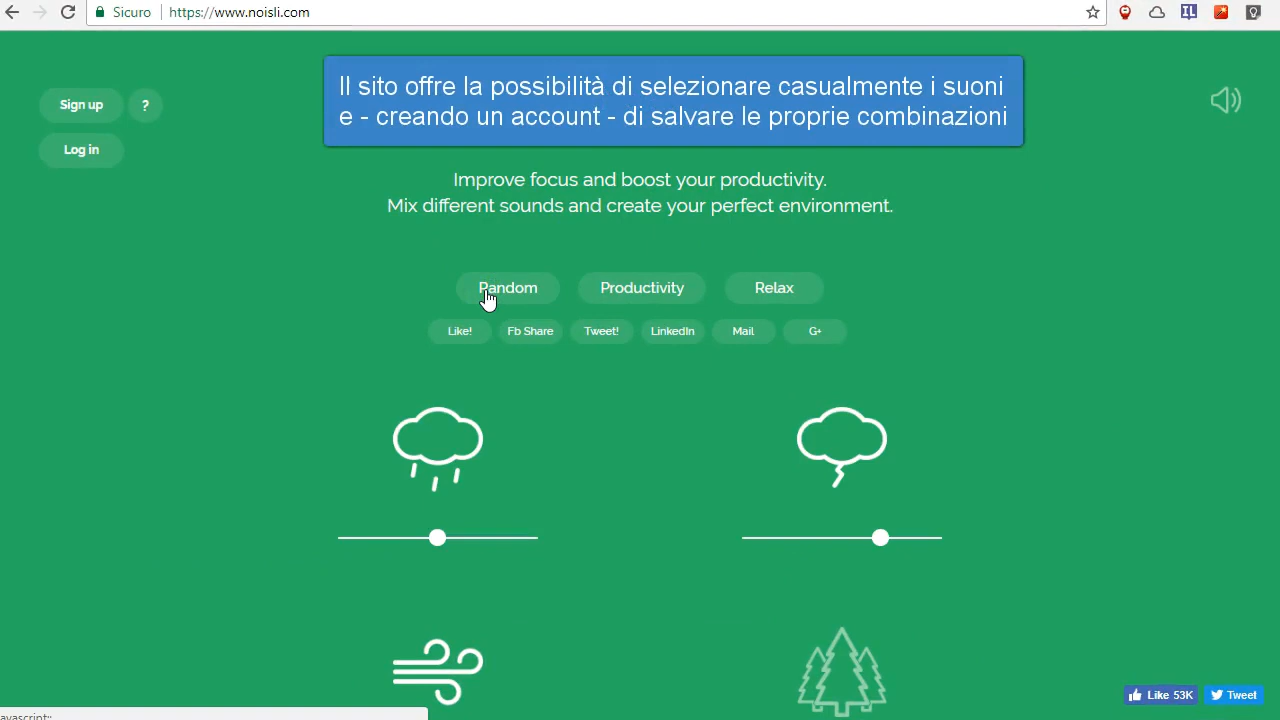 Sicuro
https://www.noisli.com
IL
Il sito offre la possibilità di selezionare casualmente i suoni
e - creando un account - di salvare le proprie combinazioni
Sign up
?
Log in
Improve focus and boost your productivity.
Mix different sounds and create your perfect environment.
Random
Productivity
Relax
Like!
Fb Share
Tweet!
LinkedIn
Mail
G+
Like 53K
Tweet
avascript:;